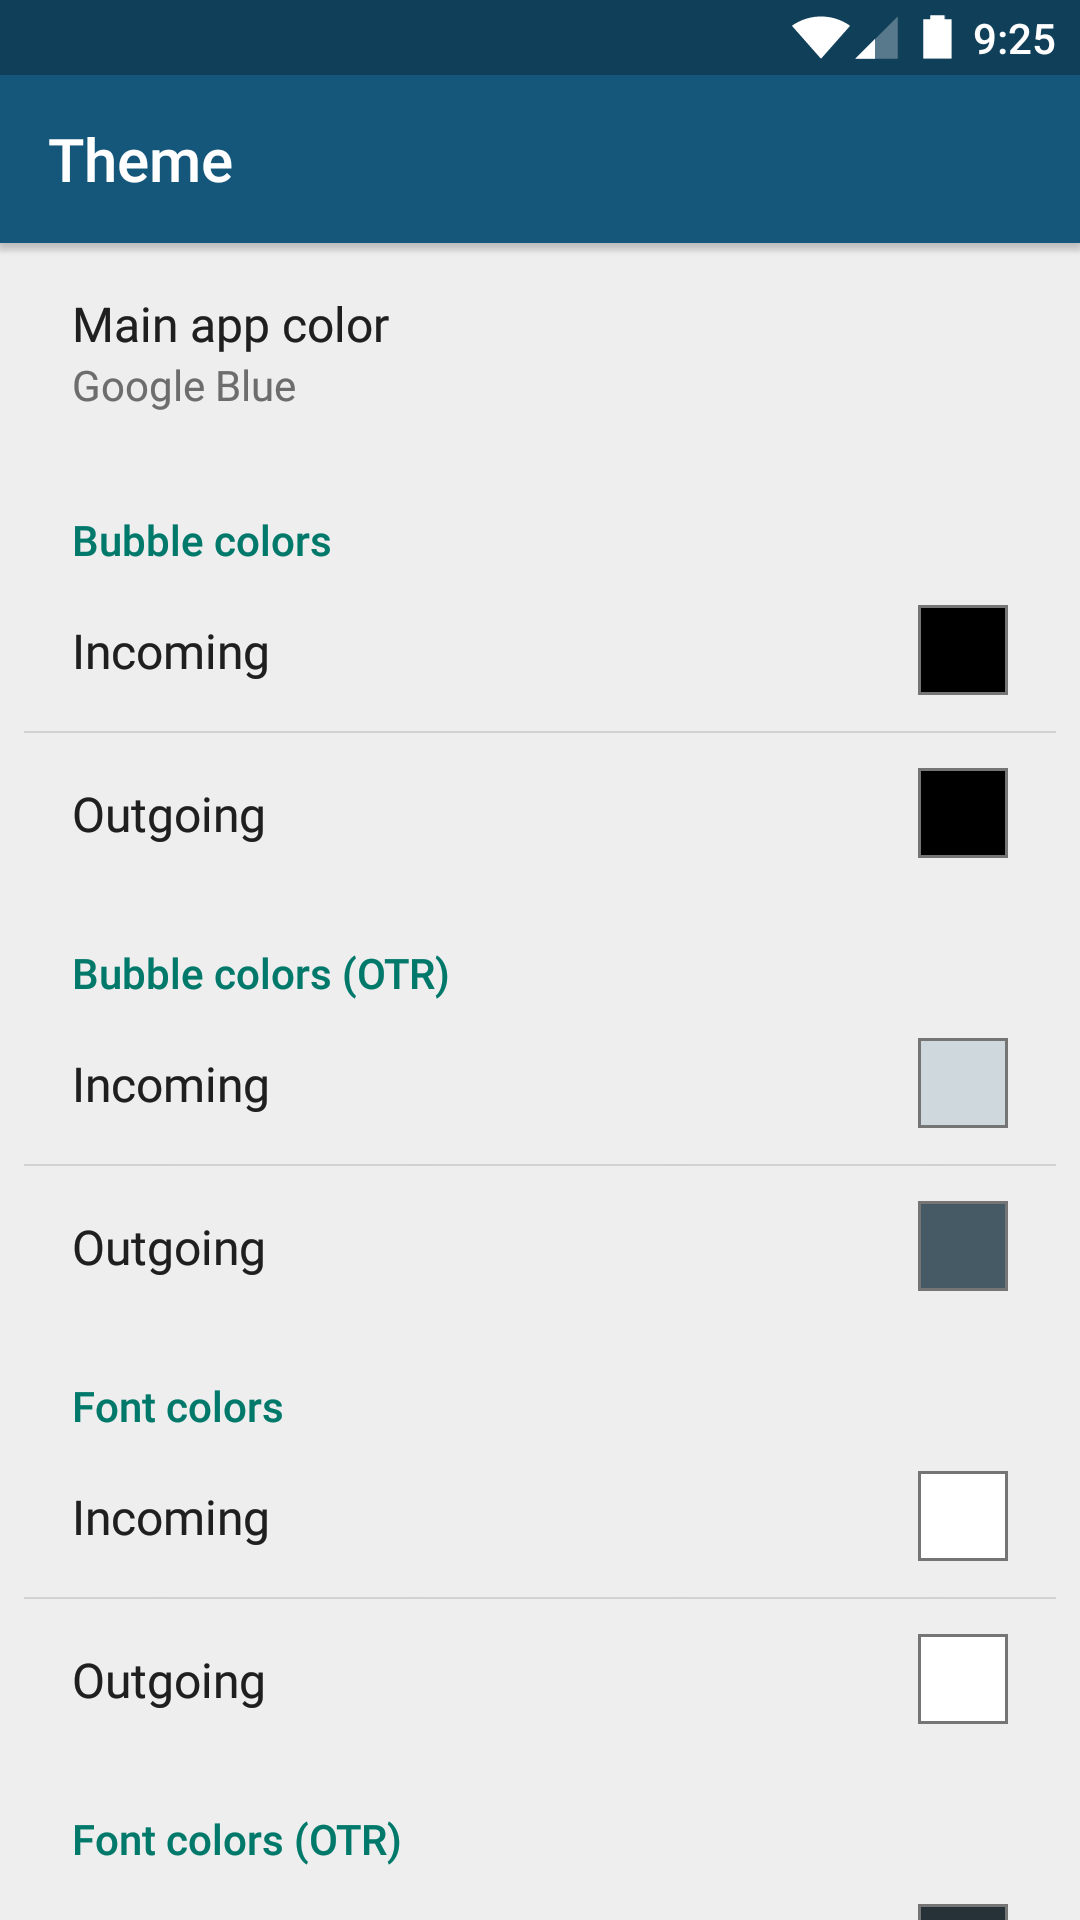 9:25
Theme
Main app color
Google Blue
Bubble colors
Incoming
Outgoing
Bubble colors (OTR)
Incoming
Outgoing
Font colors
Incoming
Outgoing
Font colors (OTR)